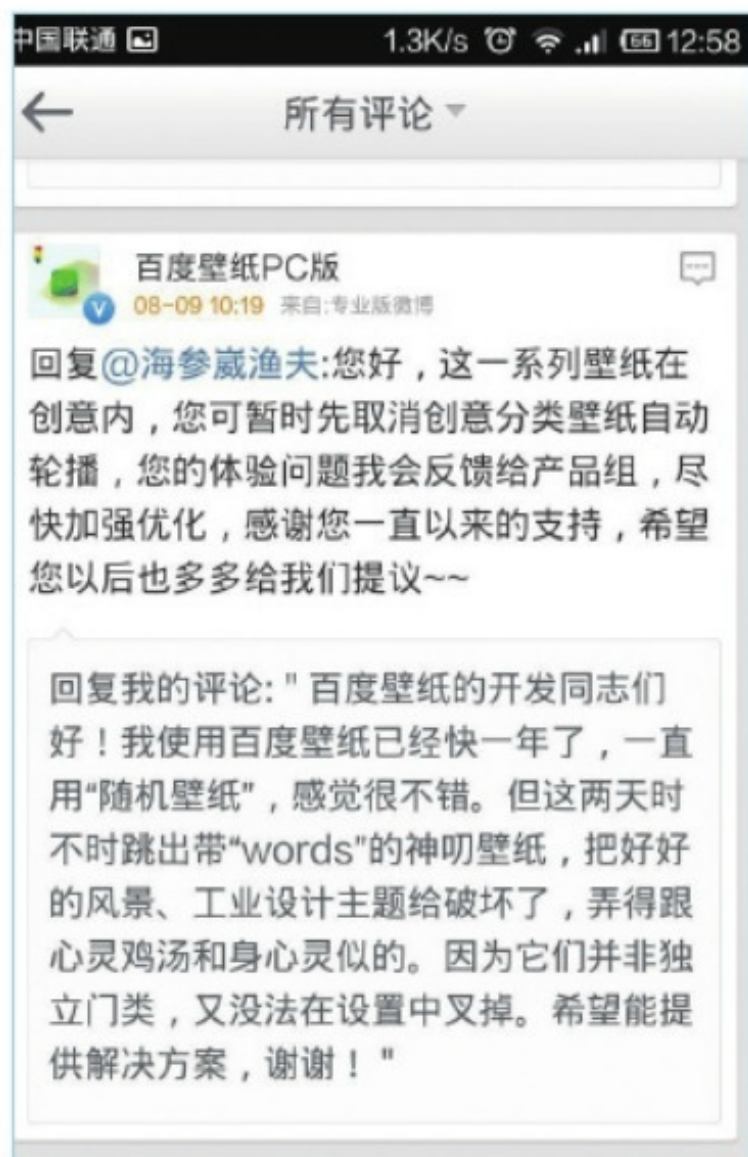 中国联通 1.3K/s 66 12:58
所有评论
百度壁纸PC版
08-09 10:19 来自:专业版微博
回复@海参崴渔夫:您好，这一系列壁纸在
创意内，您可暂时先取消创意分类壁纸自动
轮播，您的体验问题我会反馈给产品组，尽
快加强优化，感谢您一直以来的支持，希望
您以后也多多给我们提议~~
回复我的评论: " 百度壁纸的开发同志们
好！我使用百度壁纸已经快一年了，一直
用“随机壁纸”，感觉很不错。但这两天时
不时跳出带“words”的神叨壁纸，把好好
的风景、工业设计主题给破坏了，弄得跟
心灵鸡汤和身心灵似的。因为它们并非独
立门类，又没法在设置中叉掉。希望能提
供解决方案，谢谢！ "